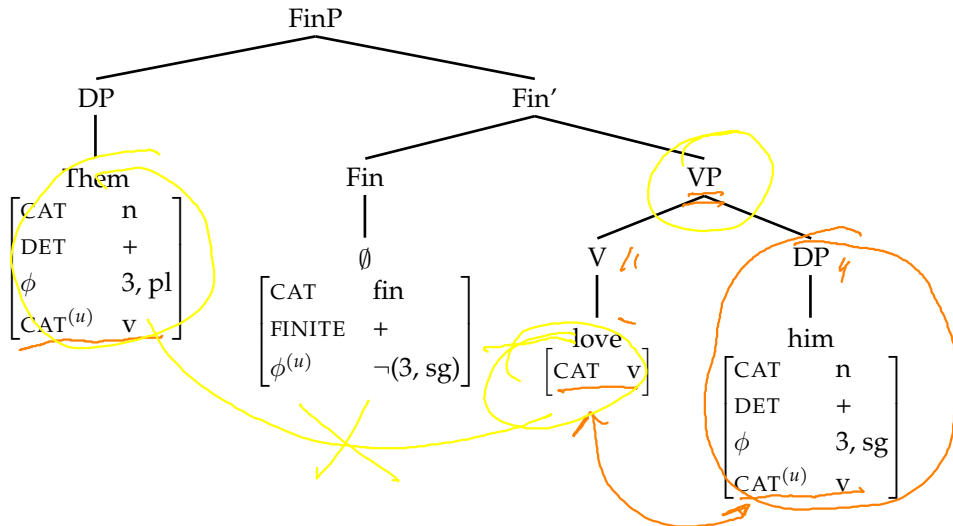 FinP
DP Fin'
Them Fin VP
CAT n
DET +
ϕ 3, pl
CAT(u) v
∅
CAT fin
FINITE +
ϕ(u) ¬(3, sg)
V DP
love
CAT v
him
CAT n
DET +
ϕ 3, sg
CAT(u) v